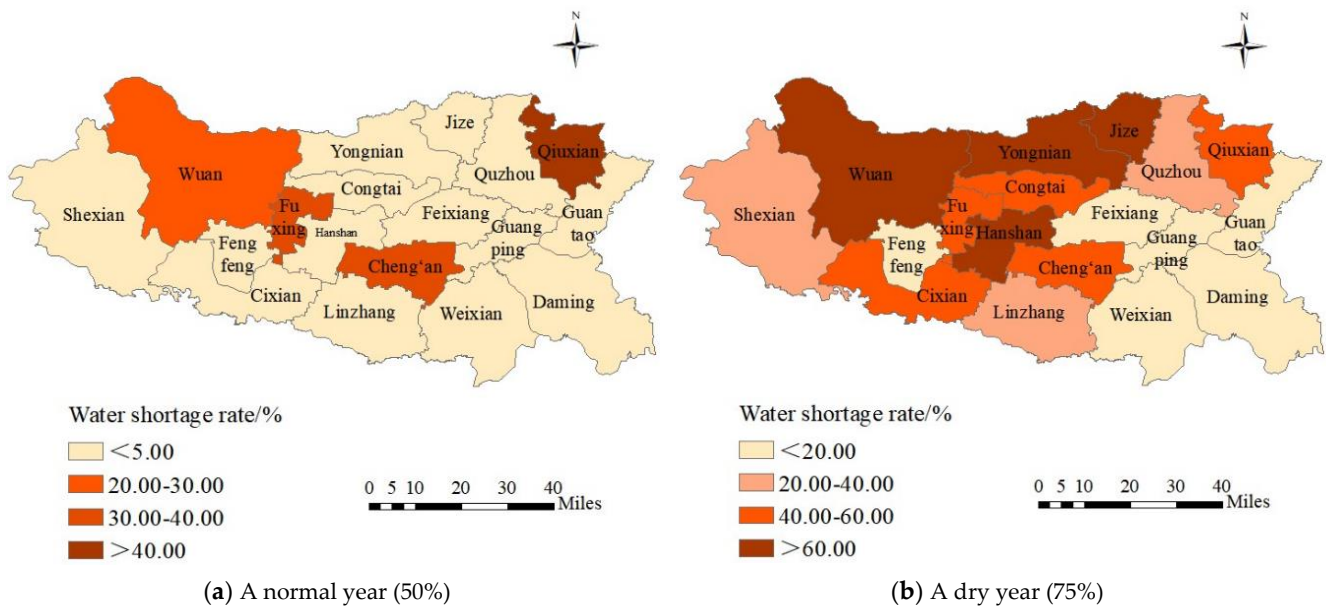 N
Jize
Yongnian
Qiuxian
Wuan
Quzhou
Congtai
Shexian
Fu
xing
Feixiang
Guan
tao
Hanshan
Guang
ping
Feng
feng
Cheng‘an
Cixian
Linzhang
Weixian
Daming
Water shortage rate/%
＜5.00
20.00-30.00
30.00-40.00
＞40.00
0 5 10 20 30 40
Miles
(a) A normal year (50%)
N
Jize
Yongnian
Qiuxian
Wuan
Quzhou
Congtai
Shexian
Fu
xing
Feixiang
Guan
tao
Hanshan
Guang
ping
Feng
feng
Cheng‘an
Cixian
Linzhang
Weixian
Daming
Water shortage rate/%
＜20.00
20.00-40.00
40.00-60.00
＞60.00
0 5 10 20 30 40
Miles
(b) A dry year (75%)